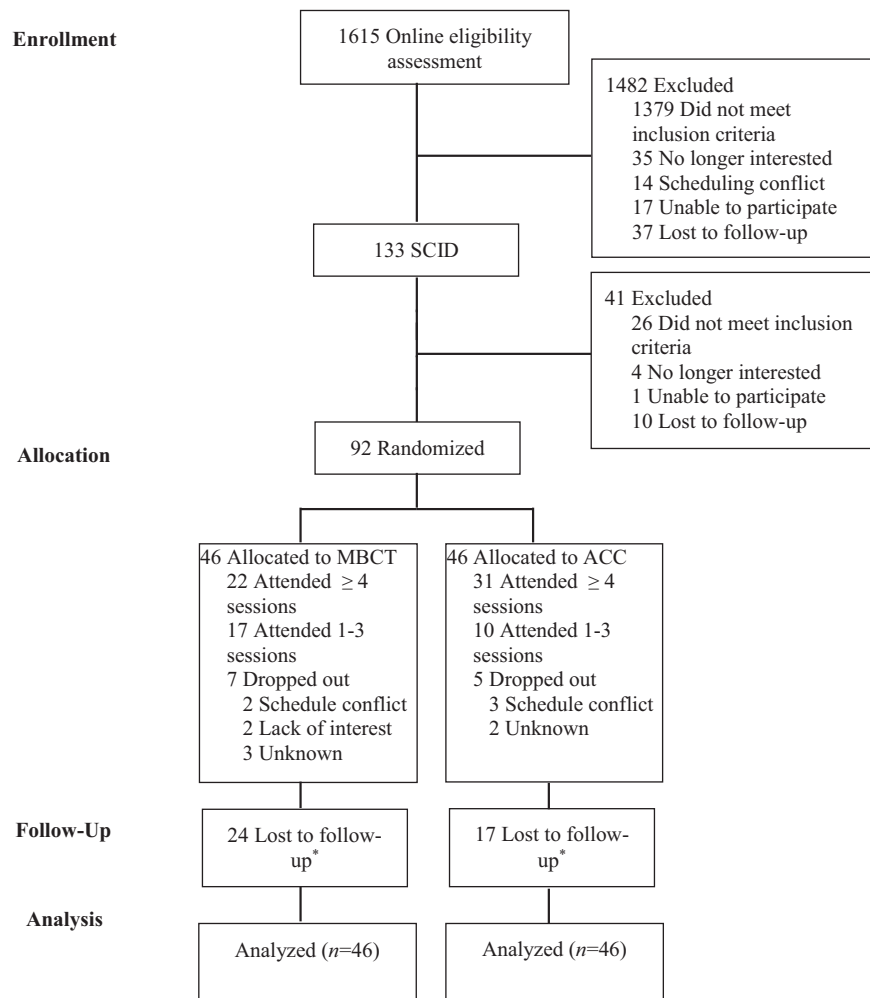 Enrollment
1615 Online eligibility
assessment
1482 Excluded
1379 Did not meet
inclusion criteria
35 No longer interested
14 Scheduling conflict
17 Unable to participate
37 Lost to follow-up
133 SCID
41 Excluded
26 Did not meet inclusion
criteria
4 No longer interested
1 Unable to participate
10 Lost to follow-up
Allocation
92 Randomized
46 Allocated to MBCT
22 Attended ≥ 4
sessions
17 Attended 1-3
sessions
7 Dropped out
2 Schedule conflict
2 Lack of interest
3 Unknown
46 Allocated to ACC
31 Attended ≥ 4
sessions
10 Attended 1-3
sessions
5 Dropped out
3 Schedule conflict
2 Unknown
Follow-Up
24 Lost to follow-
up*
17 Lost to follow-
up*
Analysis
Analyzed (n=46)
Analyzed (n=46)